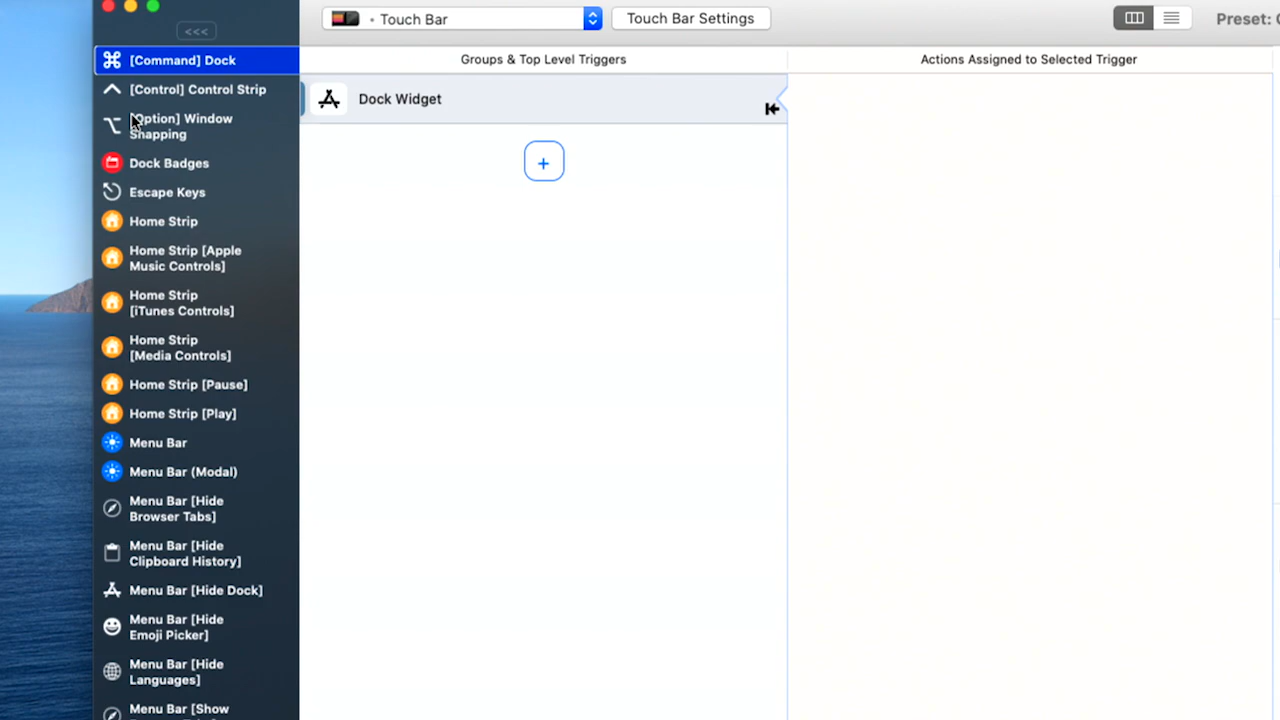 Touch Bar
Touch Bar Settings
Preset:
<<<
[Command] Dock
[Control] Control Strip
[Option] Window
Snapping
Dock Badges
Escape Keys
Home Strip
Home Strip [Apple
Music Controls]
Home Strip
[iTunes Controls]
Home Strip
[Media Controls]
Home Strip [Pause]
Home Strip [Play]
Menu Bar
Menu Bar (Modal)
Menu Bar [Hide
Browser Tabs]
Menu Bar [Hide
Clipboard History]
Menu Bar [Hide Dock]
Menu Bar [Hide
Emoji Picker]
Menu Bar [Hide
Languages]
Menu Bar [Show
Groups & Top Level Triggers
Dock Widget
+
Actions Assigned to Selected Trigger